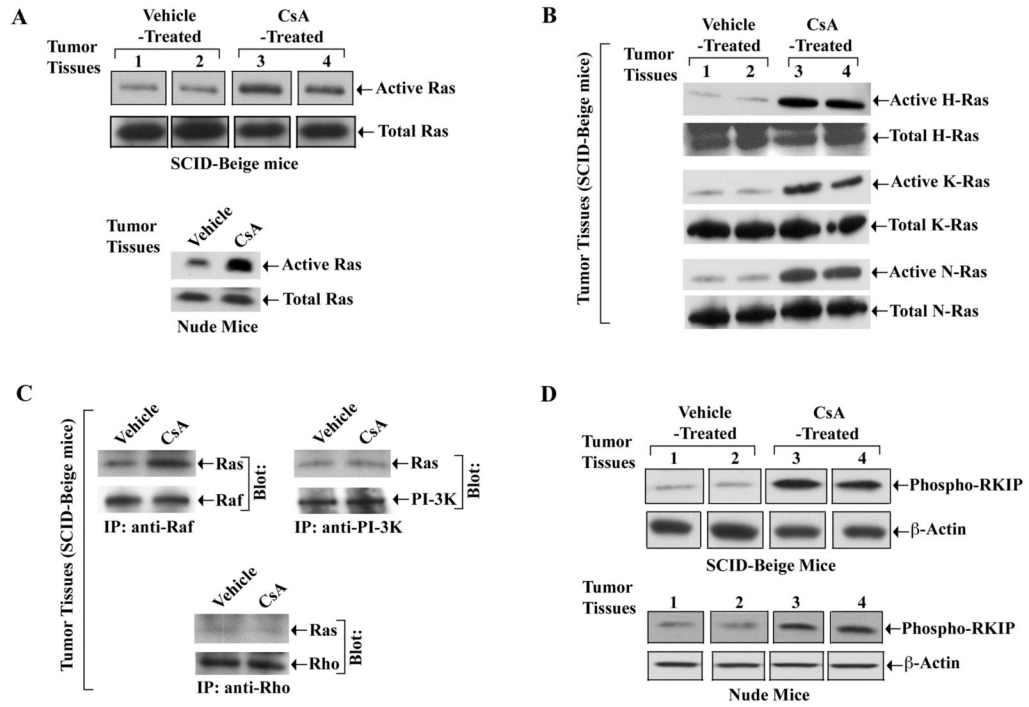 A
Vehicle
-Treated
CsA
-Treated
Tumor
Tissues
1 2 3 4
←Active Ras
←Total Ras
SCID-Beige mice
Tumor
Tissues
Vehicle
CsA
←Active Ras
←Total Ras
Nude Mice
B
Tumor Tissues (SCID-Beige mice)
Vehicle
-Treated
CsA
-Treated
Tumor
Tissues
1 2 3 4
←Active H-Ras
←Total H-Ras
←Active K-Ras
←Total K-Ras
←Active N-Ras
←Total N-Ras
C
Tumor Tissues (SCID-Beige mice)
Vehicle
CsA
←Ras
←Raf
Blot:
IP: anti-Raf
Vehicle
CsA
←Ras
←PI-3K
Blot:
IP: anti-PI-3K
Vehicle
CsA
←Ras
←Rho
Blot:
IP: anti-Rho
D
Vehicle
-Treated
CsA
-Treated
Tumor
Tissues
1 2 3 4
←Phospho-RKIP
←β-Actin
SCID-Beige Mice
Tumor
Tissues
1 2 3 4
←Phospho-RKIP
←β-Actin
Nude Mice